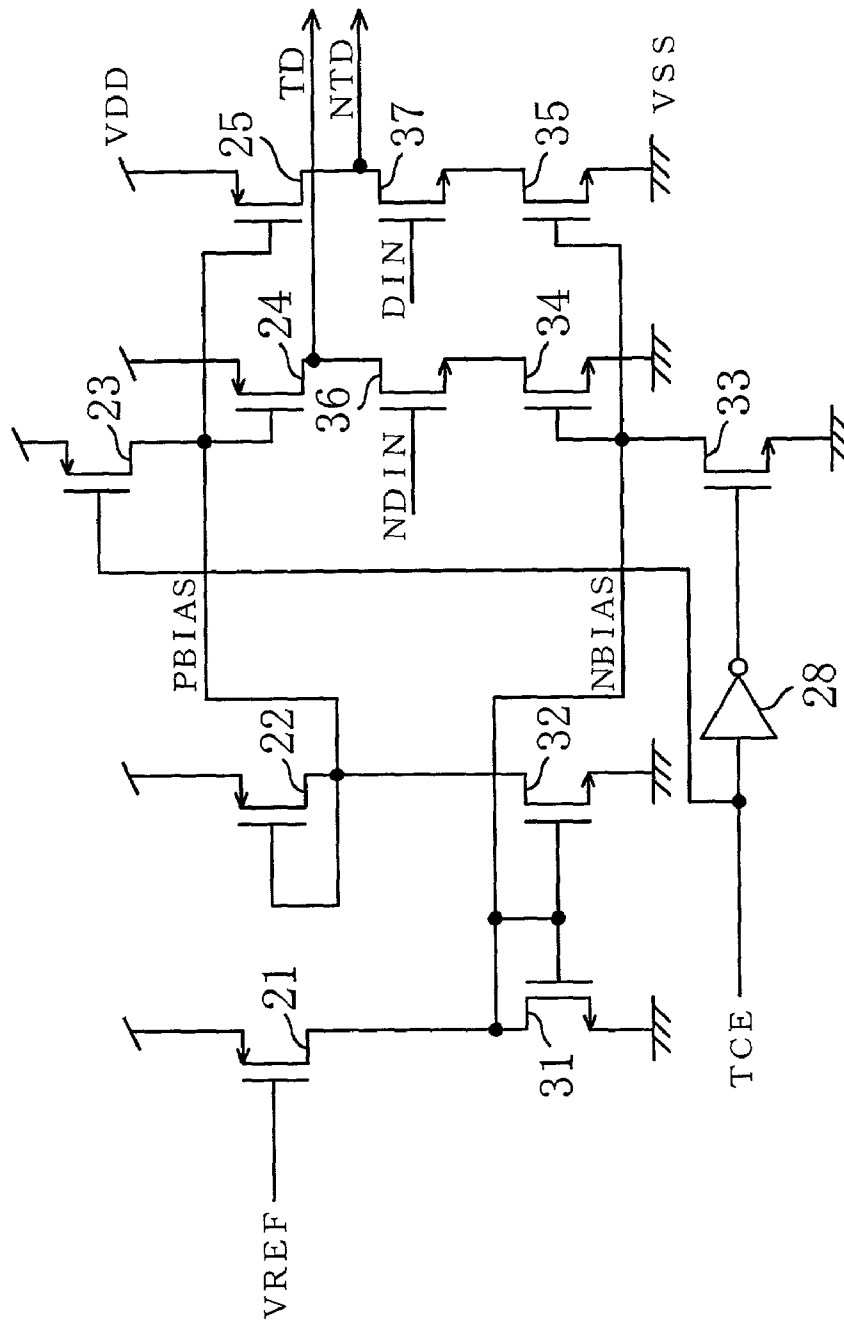 VDD
TD
NTD
23
25
24
37
DIN
36
NDIN
35
34
VSS
PBIAS
NBIAS
33
22
32
28
21
31
VREF
TCE